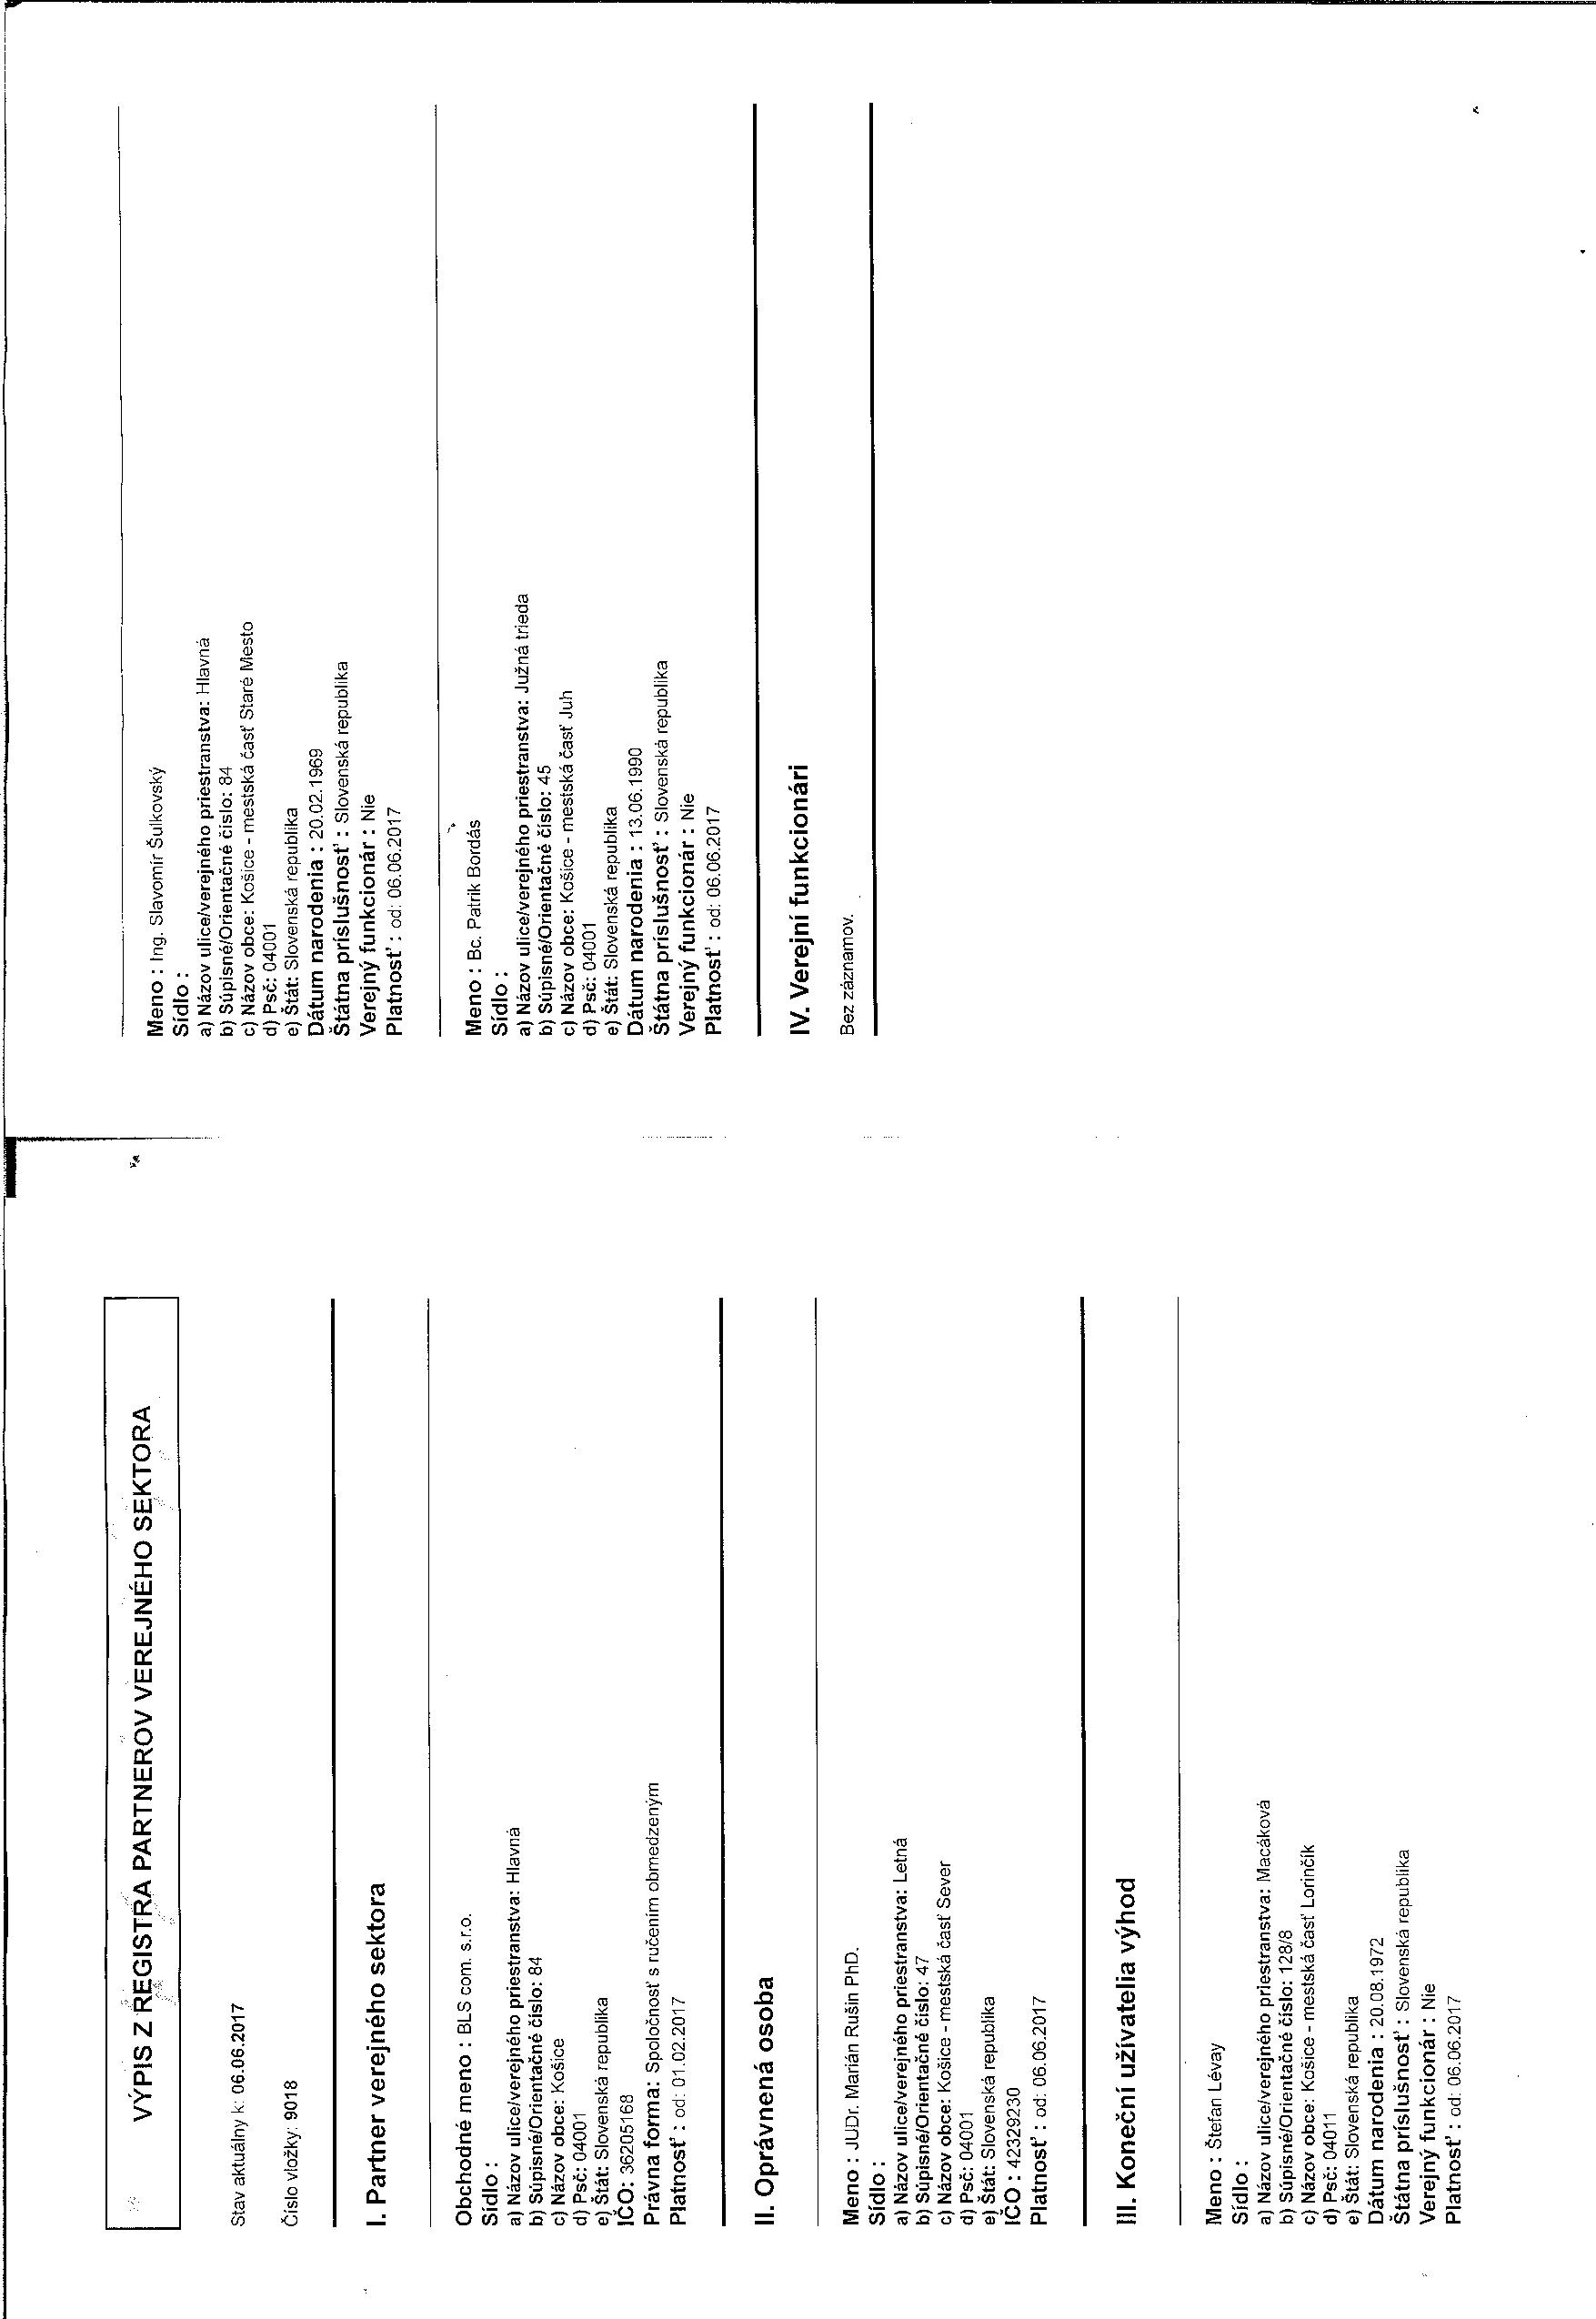 VÝPIS Z REGISTRA PARTNEROV VEREJNÉHO SEKTORA
Stav aktuálny k: 06.06.2017
Číslo vložky: 9018
I. Partner verejného sektora
Obchodné meno : BLS com. s.r.o.
Sídlo :
a) Názov ulice/verejného priestranstva: Hlavná
b) Súpisné/Orientačné číslo: 84
c) Názov obce: Košice
d) Psč: 04001
e) Štát: Slovenská republika
IČO: 36205168
Právna forma: Spoločnosť s ručením obmedzeným
Platnosť : od: 01.02.2017
II. Oprávnená osoba
Meno : JUDr. Marián Rušin PhD.
Sídlo :
a) Názov ulice/verejného priestranstva: Letná
b) Súpisné/Orientačné číslo: 47
c) Názov obce: Košice - mestská časť Sever
d) Psč: 04001
e) Štát: Slovenská republika
IČO : 42329230
Platnosť : od: 06.06.2017
III. Koneční užívatelia výhod
Meno : Štefan Lévay
Sídlo :
a) Názov ulice/verejného priestranstva: Macáková
b) Súpisné/Orientačné číslo: 128/8
c) Názov obce: Košice - mestská časť Lorinčík
d) Psč: 04011
e) Štát: Slovenská republika
Dátum narodenia : 20.08.1972
Štátna príslušnosť : Slovenská republika
Verejný funkcionár : Nie
Platnosť : od: 06.06.2017
Meno : Ing. Slavomír Šulkovský
Sídlo :
a) Názov ulice/verejného priestranstva: Hlavná
b) Súpisné/Orientačné číslo: 84
c) Názov obce: Košice - mestská časť Staré Mesto
d) Psč: 04001
e) Štát: Slovenská republika
Dátum narodenia : 20.02.1969
Štátna príslušnosť : Slovenská republika
Verejný funkcionár : Nie
Platnosť : od: 06.06.2017
Meno : Bc. Patrik Bordás
Sídlo :
a) Názov ulice/verejného priestranstva: Južná trieda
b) Súpisné/Orientačné číslo: 45
c) Názov obce: Košice - mestská časť Juh
d) Psč: 04001
e) Štát: Slovenská republika
Dátum narodenia : 13.06.1990
Štátna príslušnosť : Slovenská republika
Verejný funkcionár : Nie
Platnosť : od: 06.06.2017
IV. Verejní funkcionári
Bez záznamov.